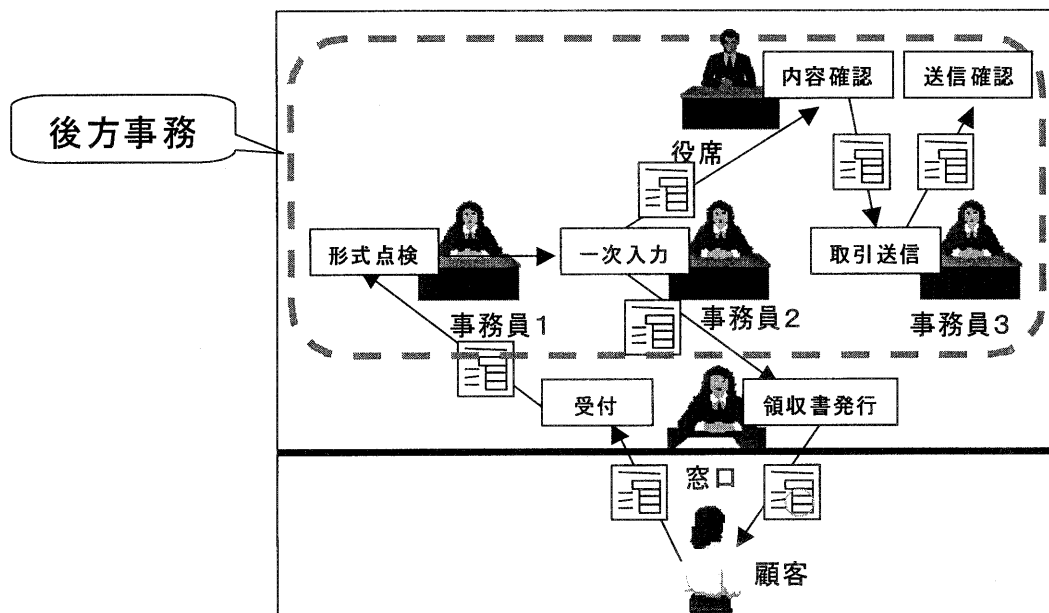 内容確認
送信確認
後方事務
役席
形式点検
一次入力
取引送信
事務員1
事務員2
事務員3
受付
領収書発行
窓口
顧客